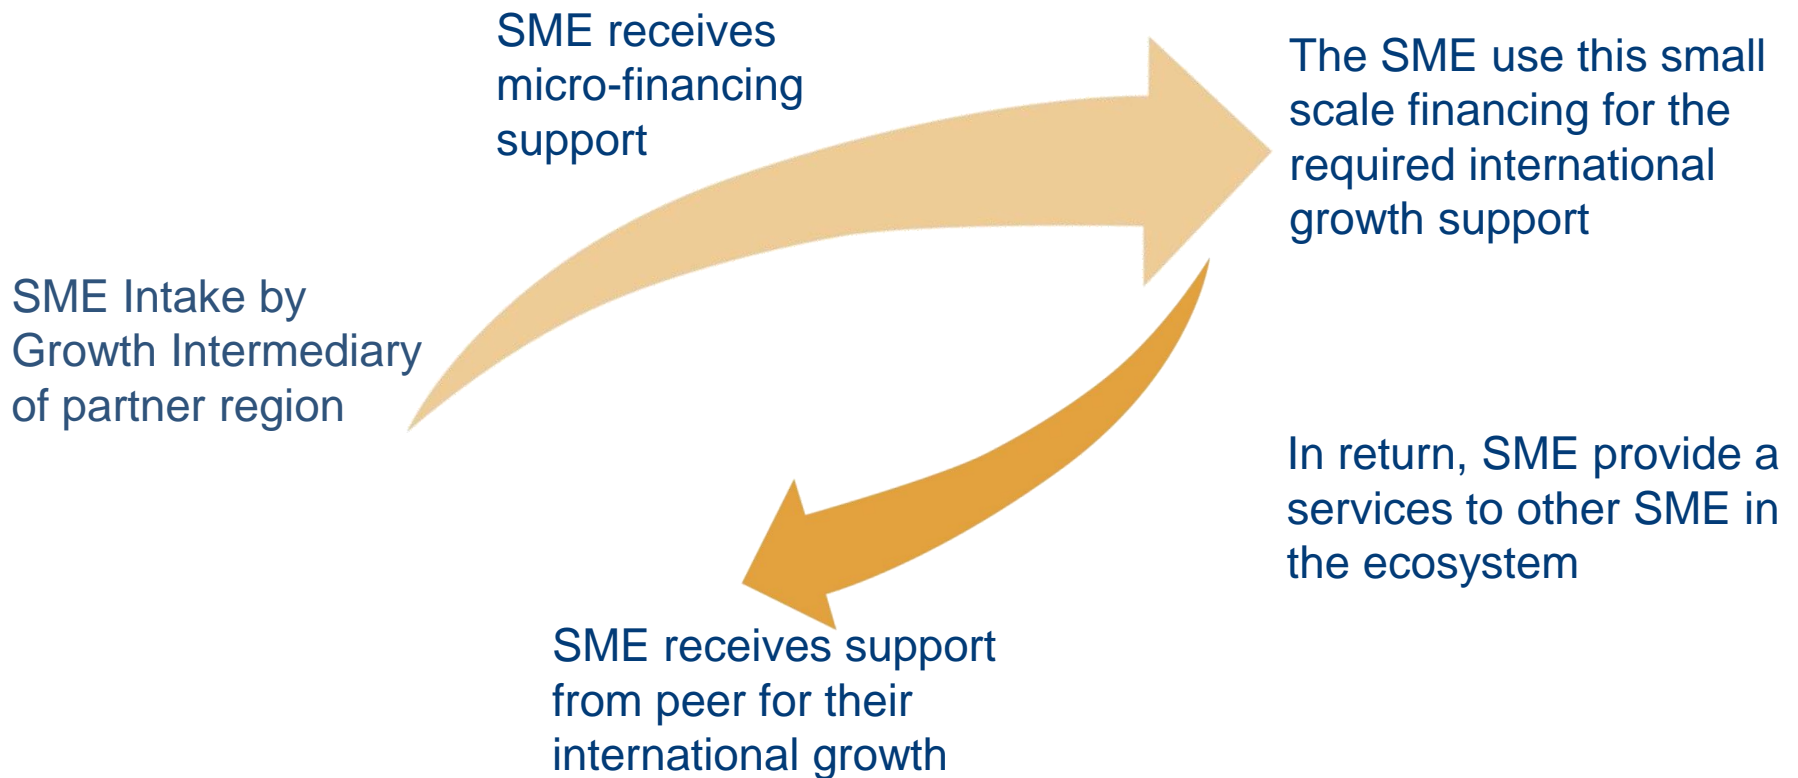 SME receives
micro-financing
support
The SME use this small
scale financing for the
required international
growth support
SME Intake by
Growth Intermediary
of partner region
In return, SME provide a
services to other SME in
the ecosystem
SME receives support
from peer for their
international growth